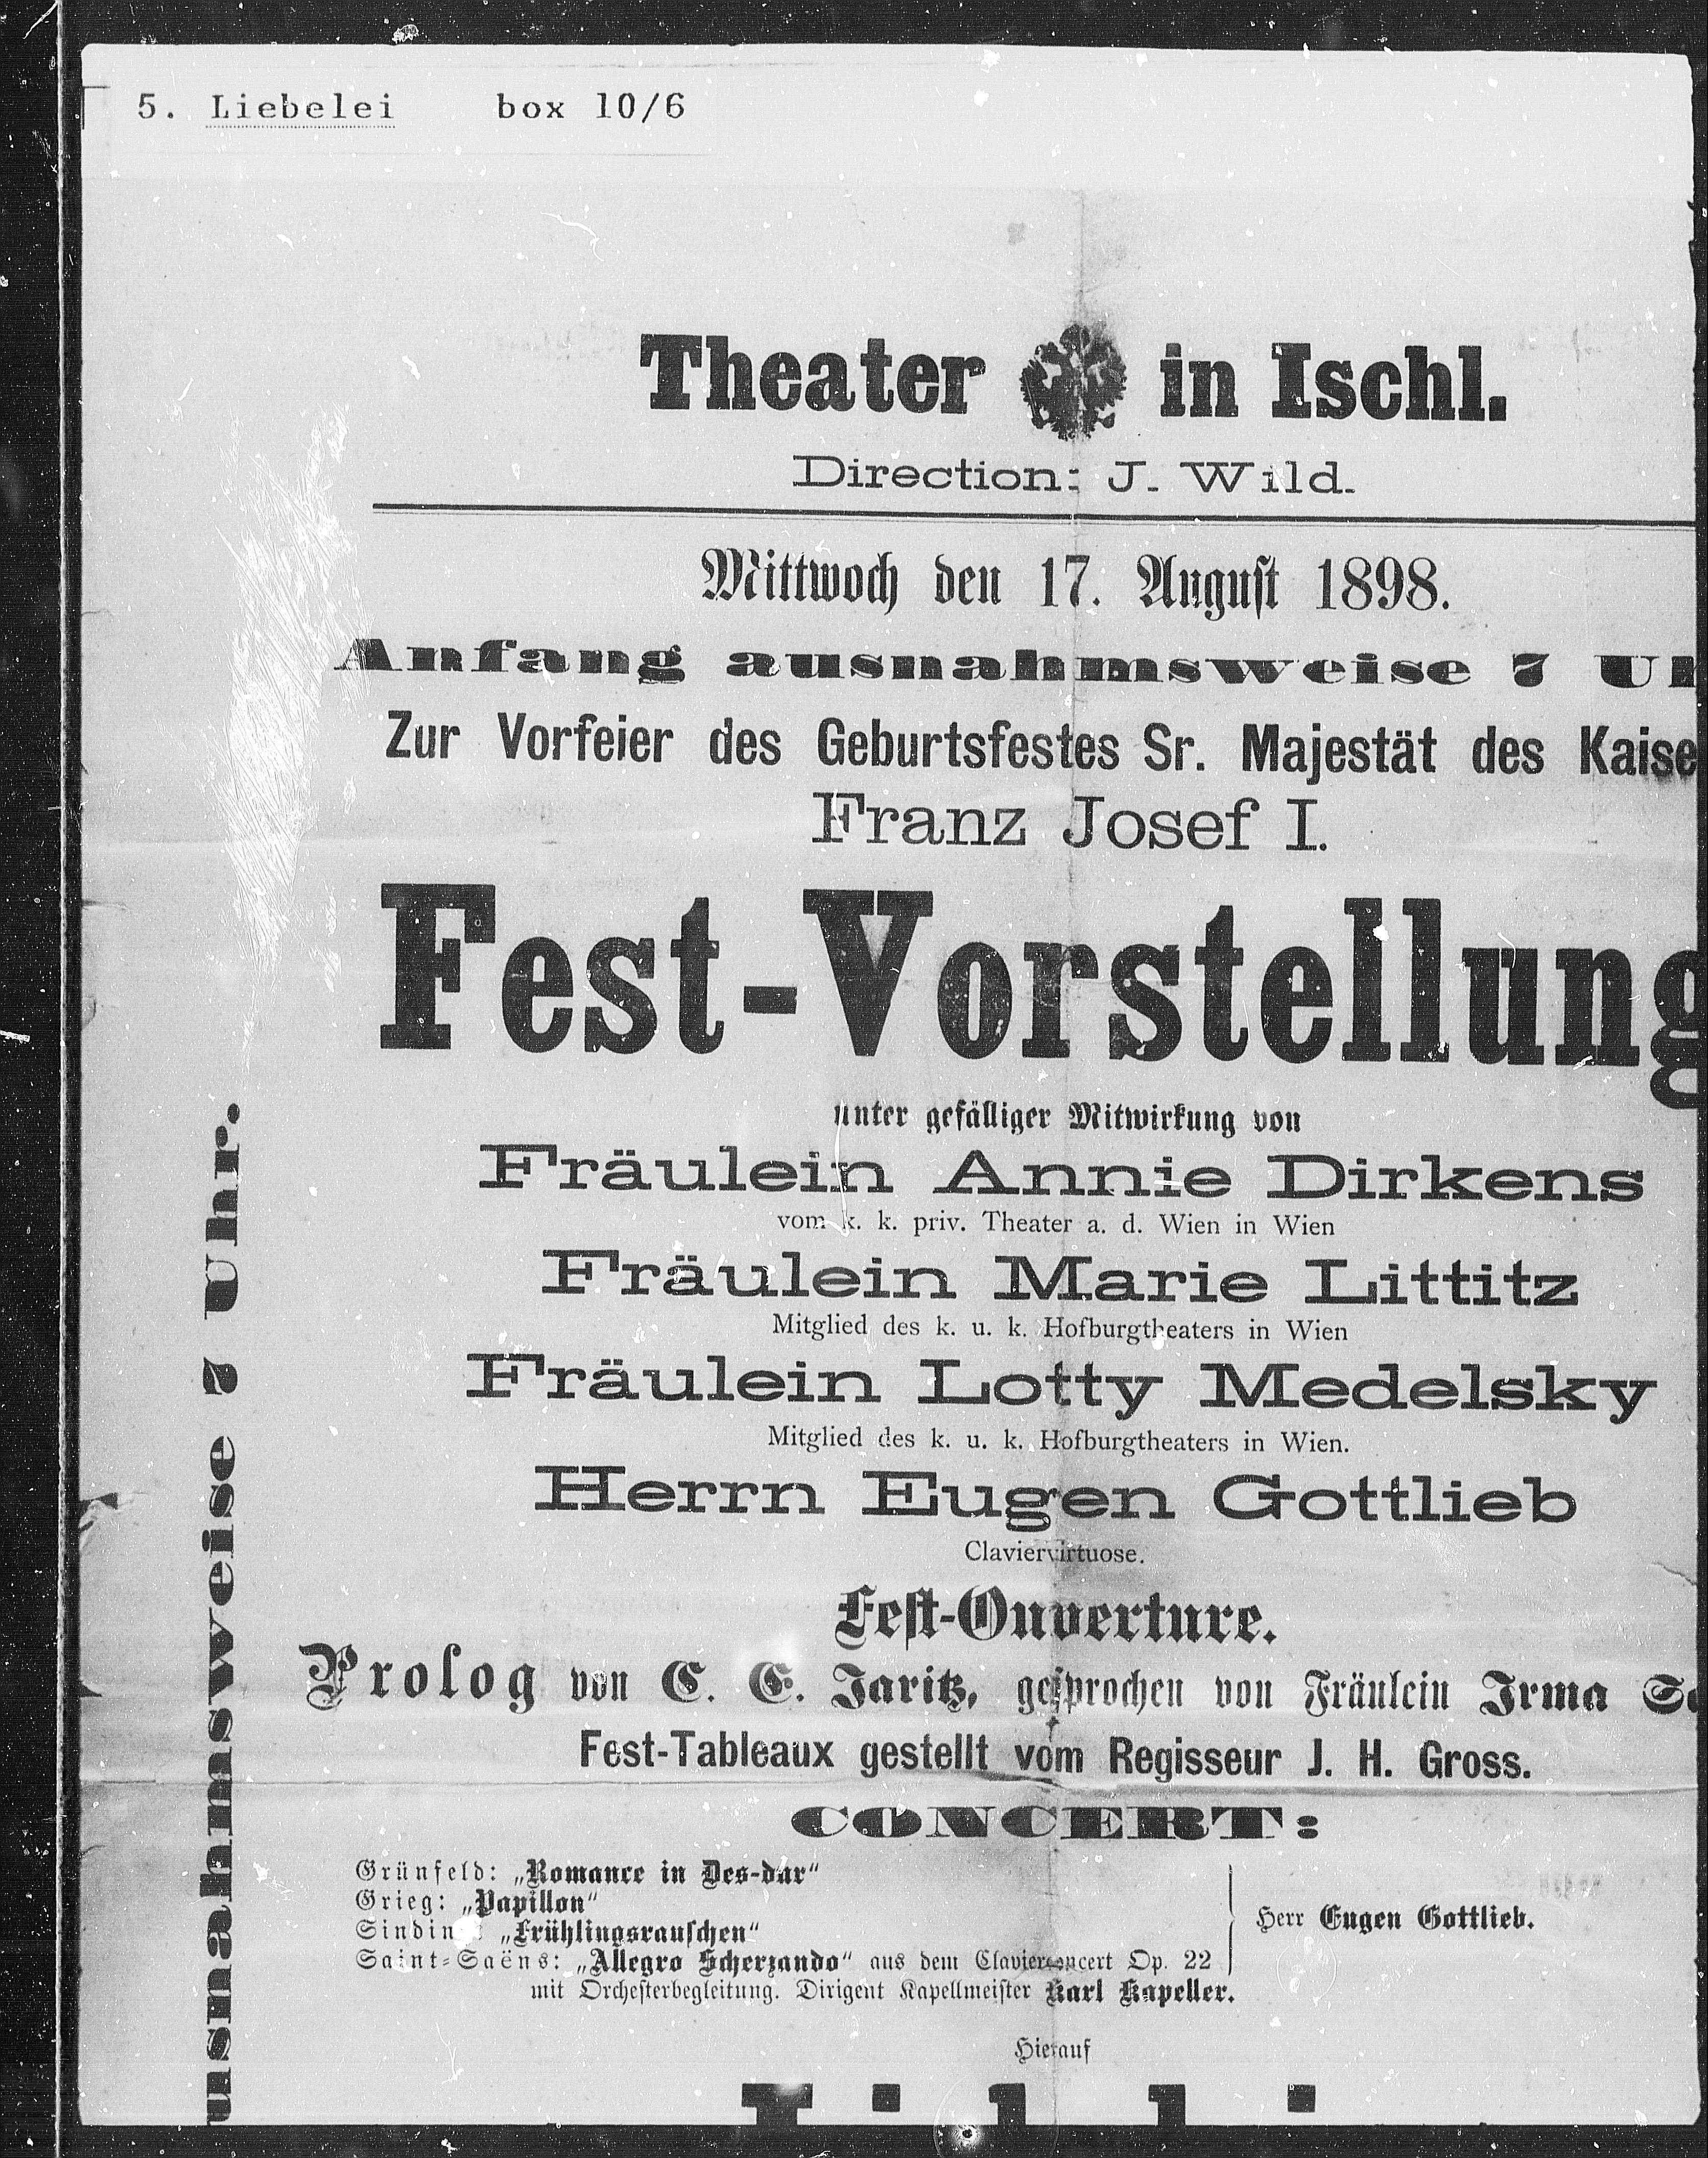 5. Liebelei box 10/6
Theater in Ischl.
Direction: J. Wild.
Mittwoch den 17. August 1898.
Anfang ausnahmsweise 7 U
Zur Vorfeier des Geburtsfestes Sr. Majestät des Kaise
Franz Josef I.
Fest-Vorstellung
unter gefälliger Mitwirkung von
Fräulein Annie Dirkens
vom k. k. priv. Theater a. d. Wien in Wien
Fräulein Marie Littitz
Mitglied des k. u. k. Hofburgtheaters in Wien
Fräulein Lotty Medelsky
Mitglied des k. u. k. Hofburgtheaters in Wien.
Herrn Eugen Gottlieb
Claviervirtuose.
Fest-Ouverture.
Prolog von C. E. Jaritz, gesprochen von Fräulein Irma
Fest-Tableaux gestellt vom Regisseur J. H. Gross.
CONCERT:
Grünfeld: „Romance in Des-dur“
Grieg: „Papillon“
Sindin : „Frühlingsrauschen“
Herr Eugen Gottlieb.
Saint-Saëns: „Allegro Scherzando“ aus dem Clavierconcert Op. 22
mit Orchesterbegleitung. Dirigent Kapellmeister Karl Kapeller.
Hierauf
usnahmsweise 7 Uhr.